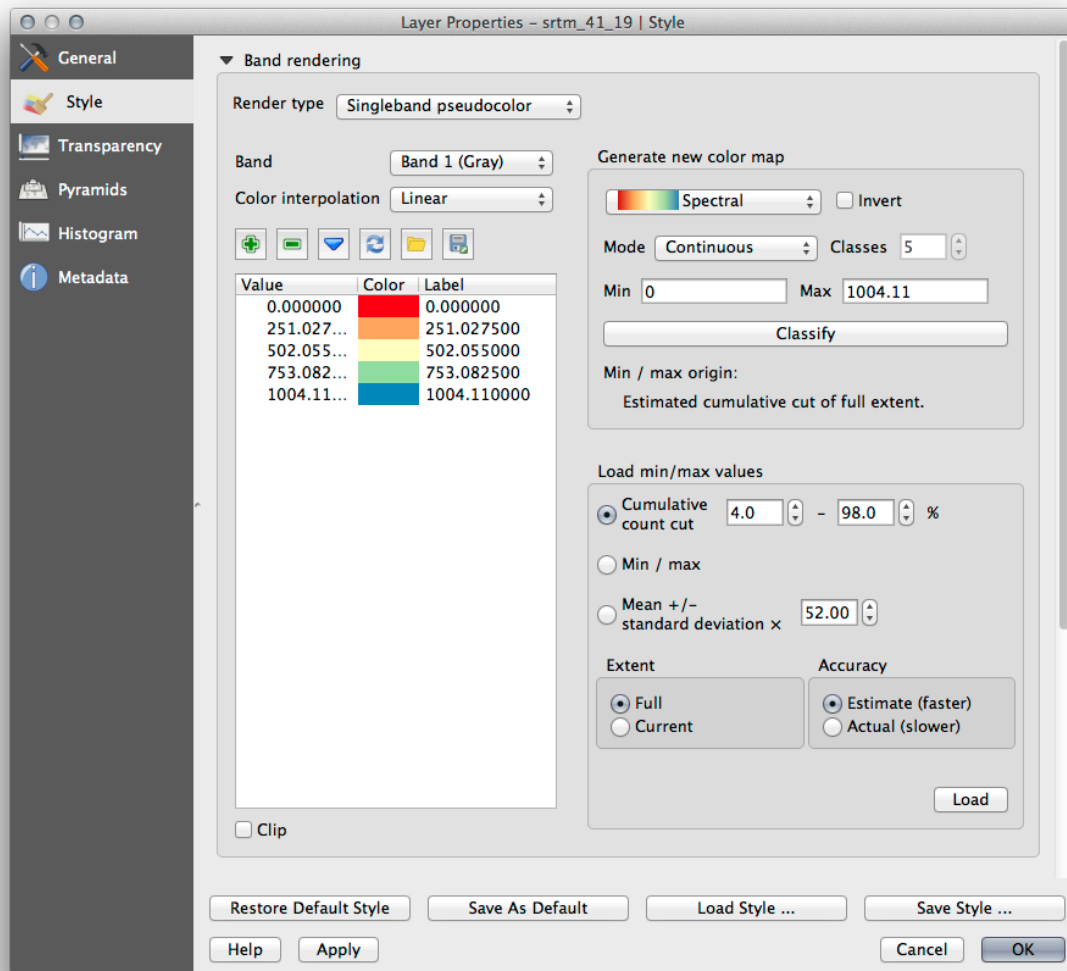 Layer Properties – srtm_41_19 | Style
General
Style
Transparency
Pyramids
Histogram
Metadata
Band rendering
Render type Singleband pseudocolor
Band Band 1 (Gray)
Color interpolation Linear
Value Color Label
0.000000 0.000000
251.027... 251.027500
502.055... 502.055000
753.082... 753.082500
1004.11... 1004.110000
Clip
Generate new color map
Spectral Invert
Mode Continuous Classes 5
Min 0 Max 1004.11
Classify
Min / max origin:
Estimated cumulative cut of full extent.
Load min/max values
Cumulative
count cut 4.0 – 98.0 %
Min / max
Mean +/-
standard deviation × 52.00
Extent
Full
Current
Accuracy
Estimate (faster)
Actual (slower)
Load
Restore Default Style Save As Default Load Style ... Save Style ...
Help Apply Cancel OK